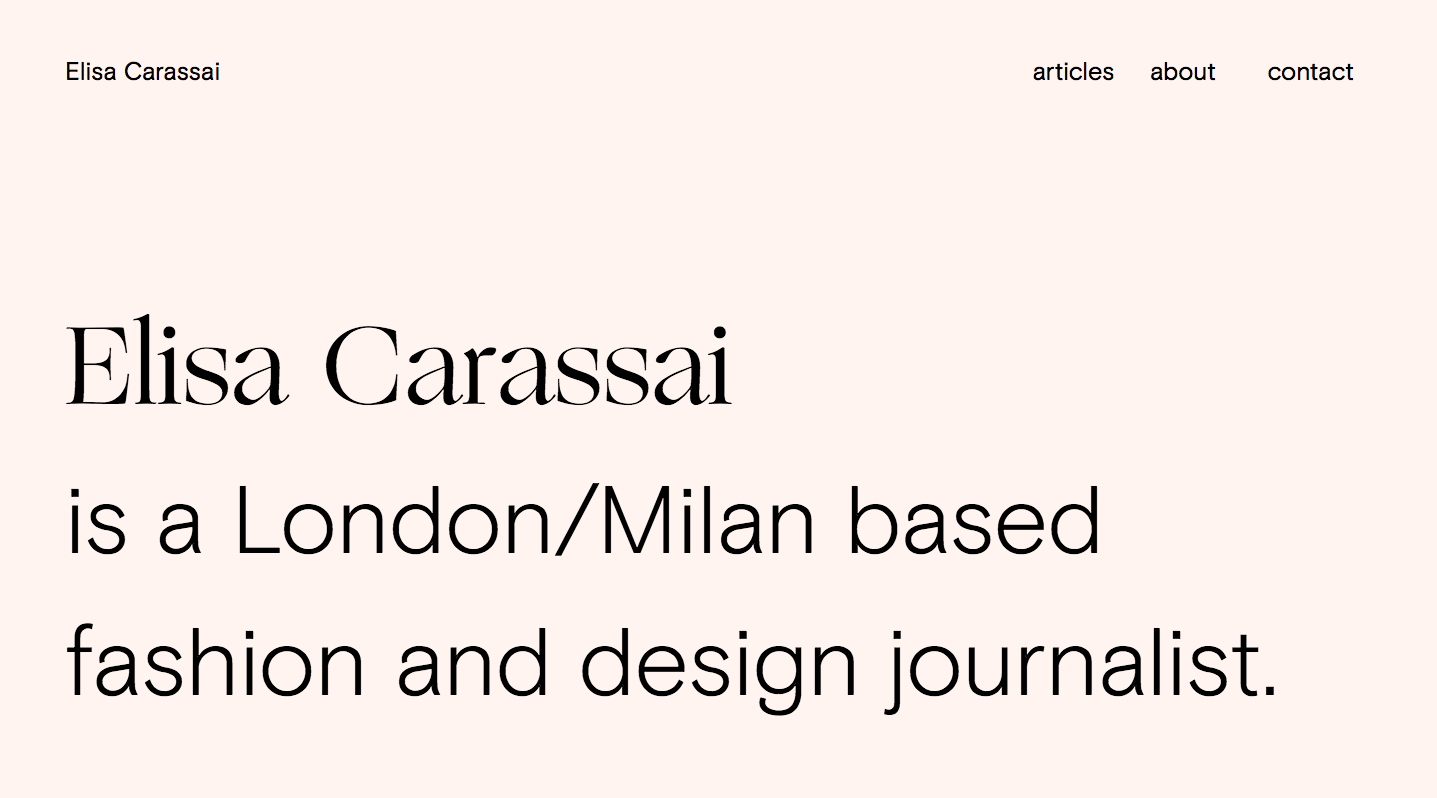 Elisa Carassai
articles about contact
Elisa Carassai
is a London/Milan based
fashion and design journalist.